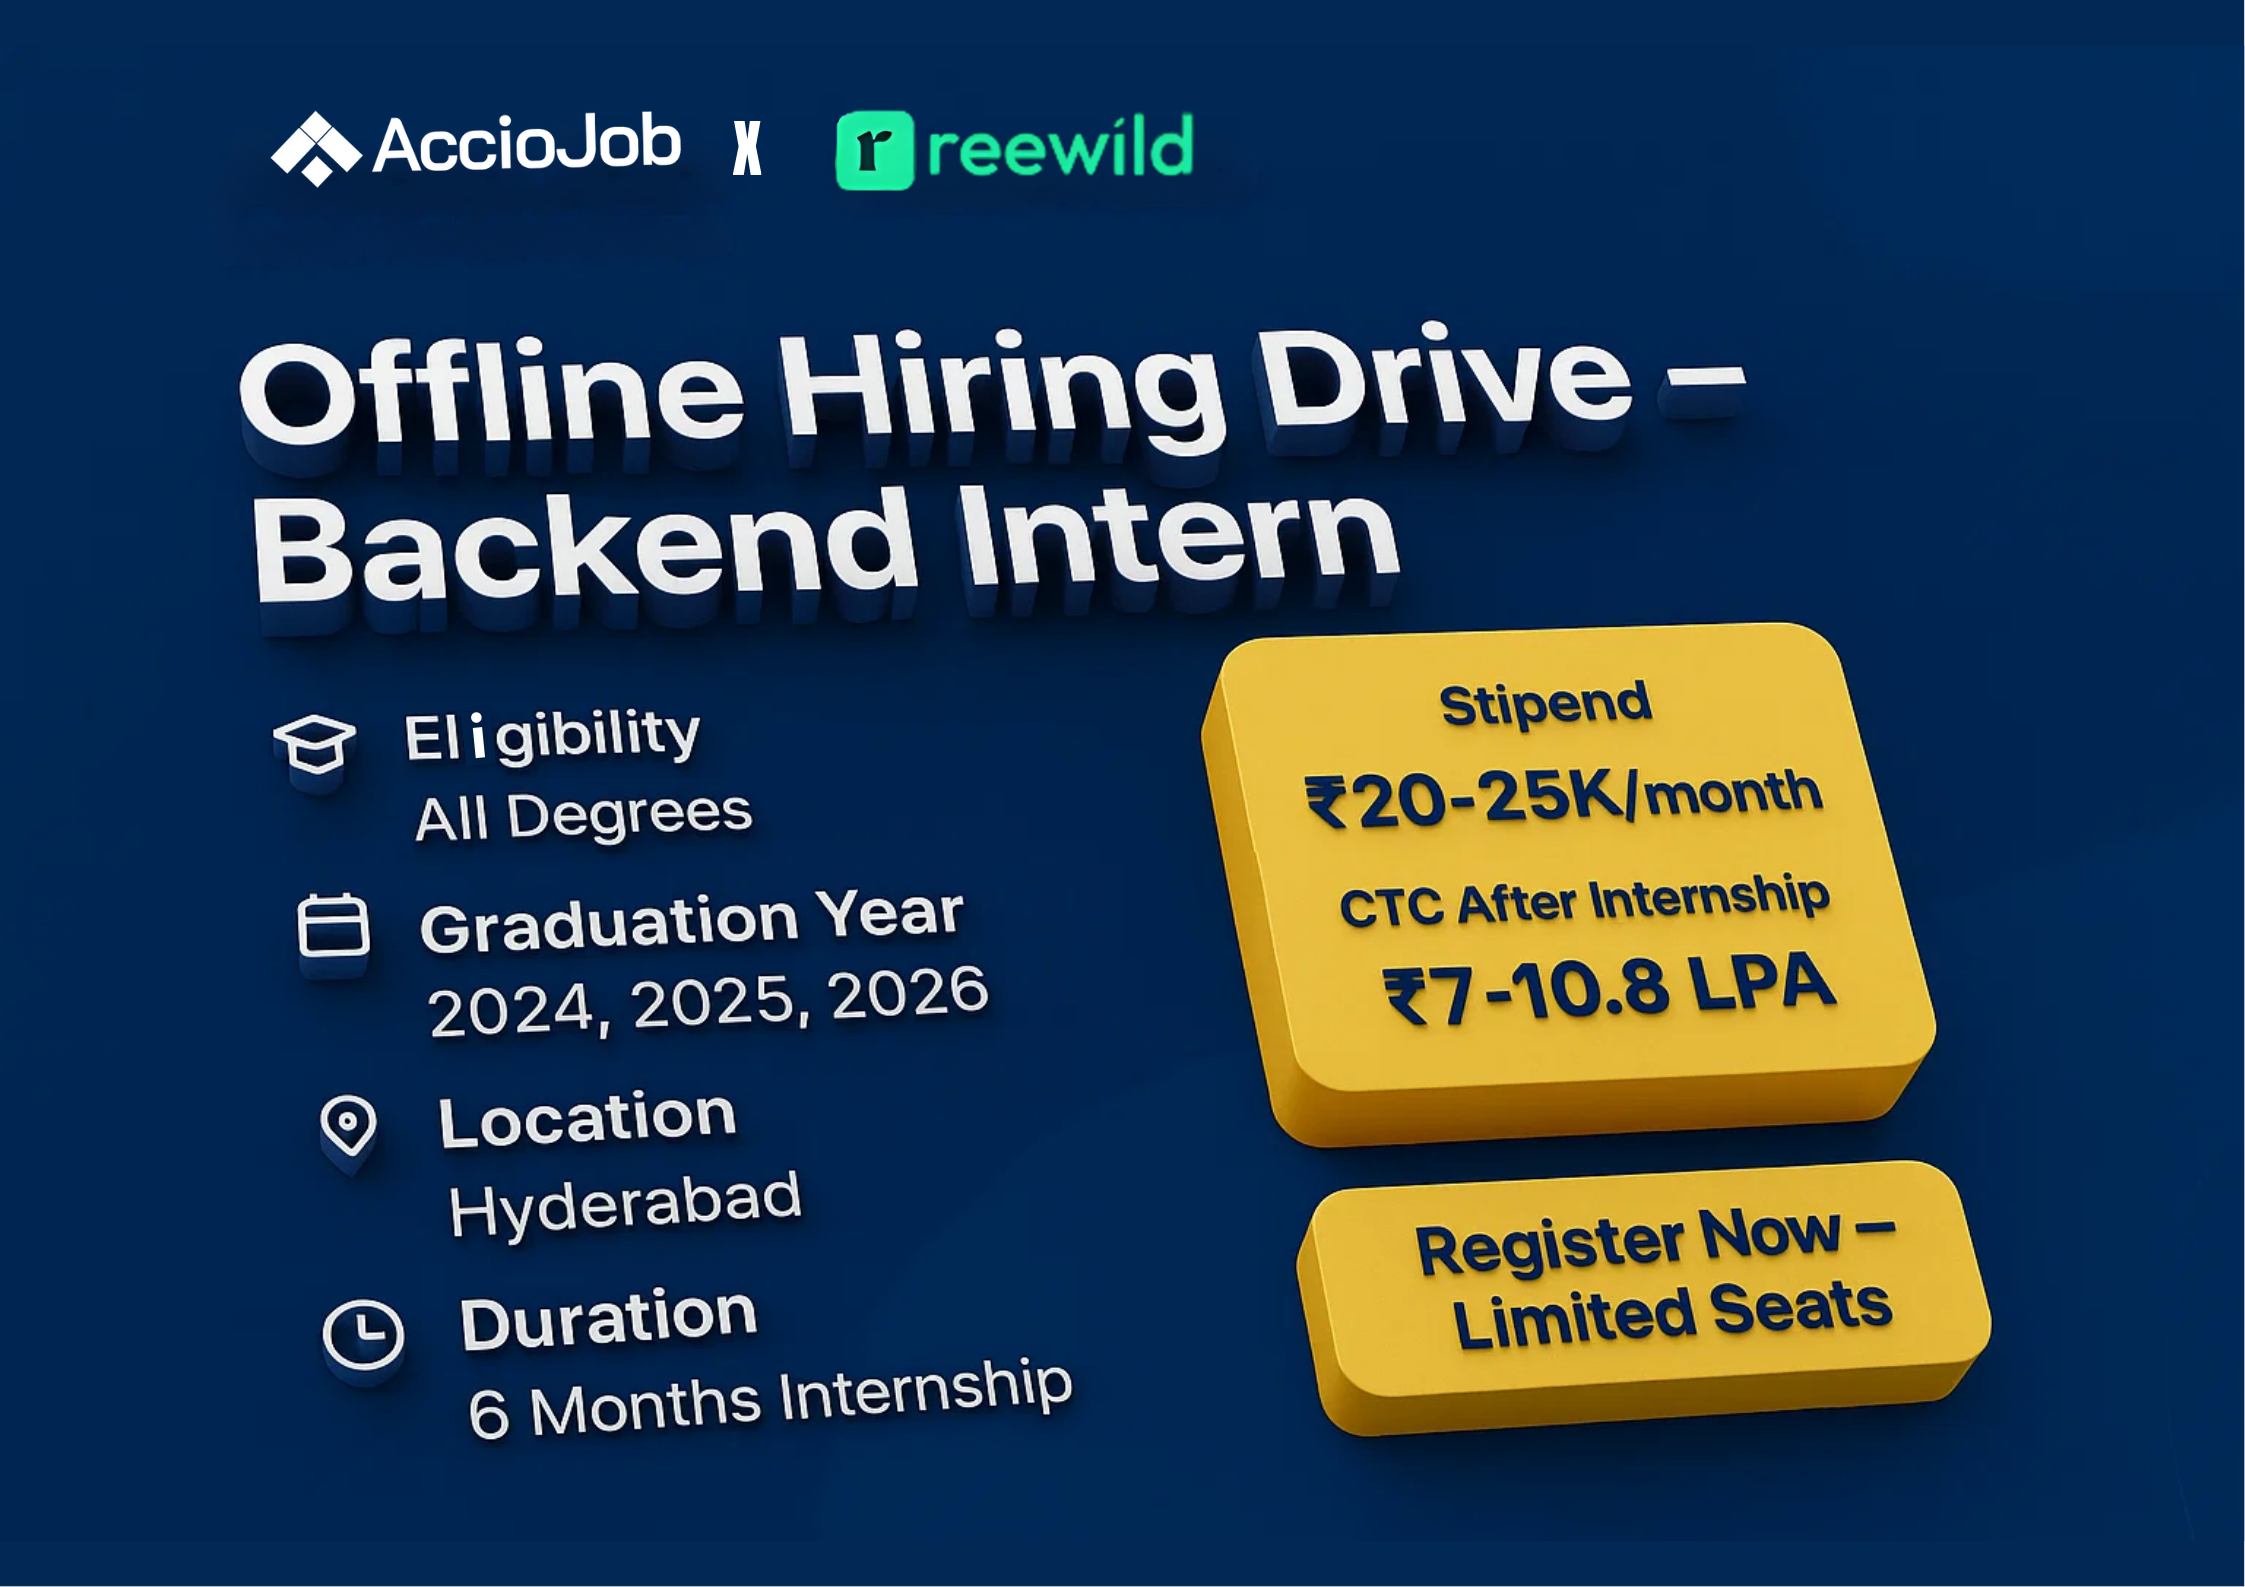 AccioJob X reewild
Offline Hiring Drive –
Backend Intern
Eligibility
All Degrees
Graduation Year
2024, 2025, 2026
Location
Hyderabad
Duration
6 Months Internship
Stipend
₹20-25K/month
CTC After Internship
₹7-10.8 LPA
Register Now –
Limited Seats